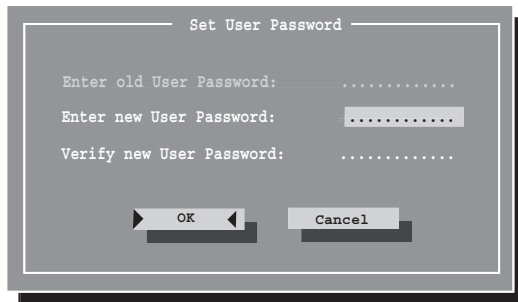 Set User Password
Enter old User Password: .............
Enter new User Password: ............
Verify new User Password: .............
OK Cancel